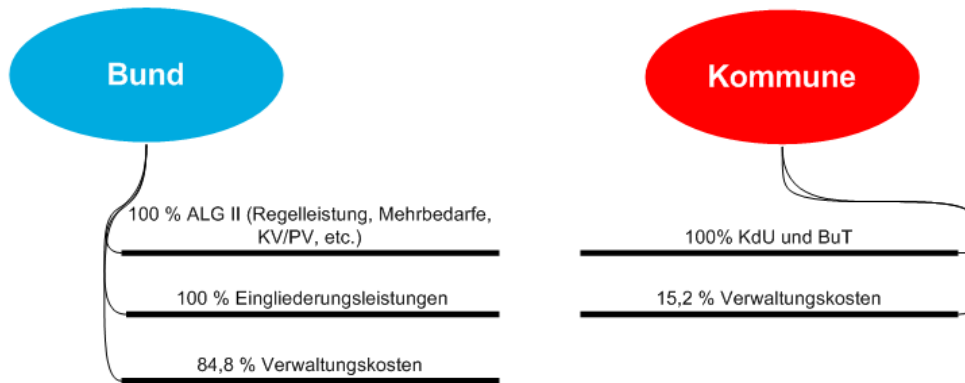 Bund
100 % ALG II (Regelleistung, Mehrbedarfe,
KV/PV, etc.)
100 % Eingliederungsleistungen
84,8 % Verwaltungskosten
Kommune
100% KdU und BuT
15,2 % Verwaltungskosten